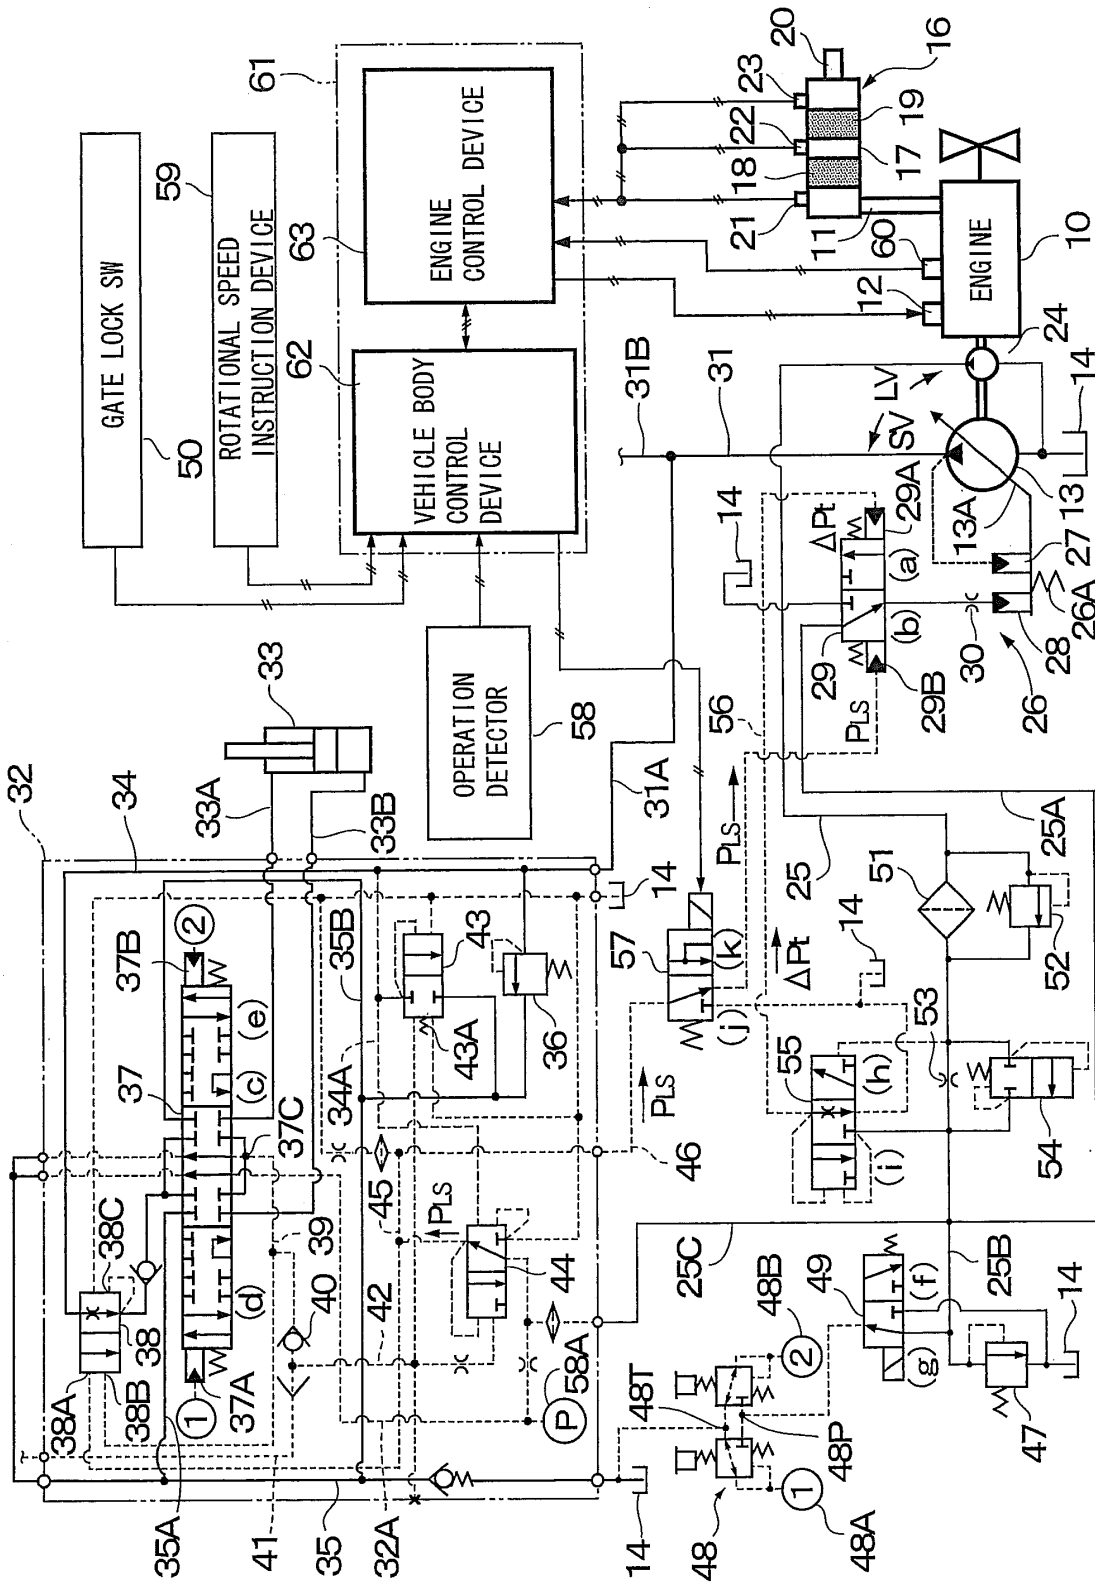 GATE LOCK SW
50
ROTATIONAL SPEED
INSTRUCTION DEVICE
59
61
62
63
VEHICLE BODY
CONTROL
DEVICE
ENGINE
CONTROL DEVICE
OPERATION
DETECTOR
58
32
34
33
33A
33B
35A
41
35
32A
38A
38B
38
38C
37A
37
37B
37C
1
2
(d)
(c)
(e)
39
40
42
34A
35B
45
PLS
44
43
43A
36
58A
P
14
31A
31B
31
46
PLS
57
(j)
(k)
PLS
56
ΔPt
14
25C
25
25A
25B
48
48A
48B
48T
48P
1
2
49
(g)
(f)
47
14
55
(i)
(h)
53
54
51
52
29
29A
29B
ΔPt
PLS
(b)
(a)
14
30
26
26A
27
28
13A
13
SV
LV
24
14
ENGINE
10
12
60
11
16
17
18
19
20
21
22
23